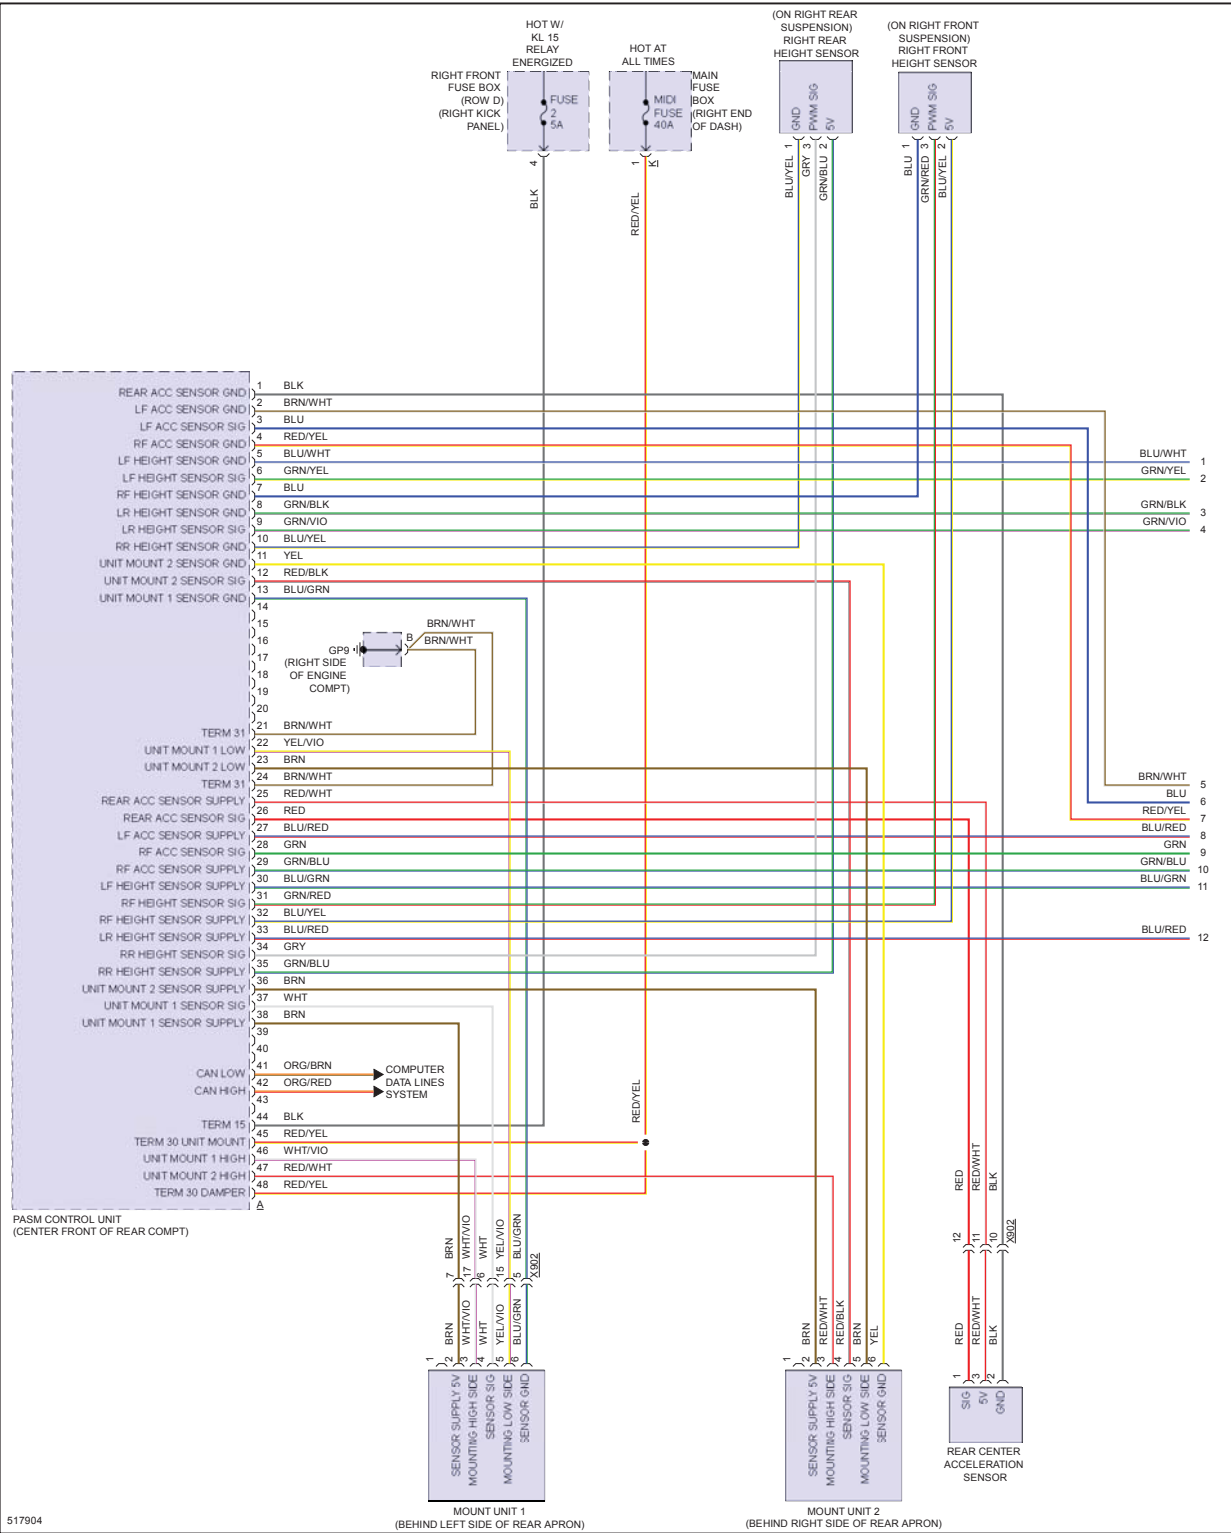 HOT W/
KL 15
RELAY
ENERGIZED
RIGHT FRONT
FUSE BOX
(ROW D)
(RIGHT KICK
PANEL)
FUSE
2
5A
4
BLK
HOT AT
ALL TIMES
MIDI
FUSE
40A
MAIN
FUSE
BOX
(RIGHT END
OF DASH)
1
K
RED/YEL
(ON RIGHT REAR
SUSPENSION)
RIGHT REAR
HEIGHT SENSOR
GND
PWM SIG
5V
1
3
2
BLU/YEL
GRY
GRN/BLU
(ON RIGHT FRONT
SUSPENSION)
RIGHT FRONT
HEIGHT SENSOR
GND
PWM SIG
5V
1
3
2
BLU
GRN/RED
BLU/YEL
REAR ACC SENSOR GND 1 BLK
LF ACC SENSOR GND 2 BRN/WHT
LF ACC SENSOR SIG 3 BLU
RF ACC SENSOR GND 4 RED/YEL
LF HEIGHT SENSOR GND 5 BLU/WHT BLU/WHT 1
LF HEIGHT SENSOR SIG 6 GRN/YEL GRN/YEL 2
RF HEIGHT SENSOR GND 7 BLU
LR HEIGHT SENSOR GND 8 GRN/BLK GRN/BLK 3
LR HEIGHT SENSOR SIG 9 GRN/VIO GRN/VIO 4
RR HEIGHT SENSOR GND 10 BLU/YEL
UNIT MOUNT 2 SENSOR GND 11 YEL
UNIT MOUNT 2 SENSOR SIG 12 RED/BLK
UNIT MOUNT 1 SENSOR GND 13 BLU/GRN
14
15
16
17
18
19
20
GP9
(RIGHT SIDE
OF ENGINE
COMPT)
B
BRN/WHT
BRN/WHT
TERM 31 21 BRN/WHT
UNIT MOUNT 1 LOW 22 YEL/VIO
UNIT MOUNT 2 LOW 23 BRN
TERM 31 24 BRN/WHT BRN/WHT 5
REAR ACC SENSOR SUPPLY 25 RED/WHT BLU 6
REAR ACC SENSOR SIG 26 RED RED/YEL 7
LF ACC SENSOR SUPPLY 27 BLU/RED BLU/RED 8
RF ACC SENSOR SIG 28 GRN GRN 9
RF ACC SENSOR SUPPLY 29 GRN/BLU GRN/BLU 10
LF HEIGHT SENSOR SUPPLY 30 BLU/GRN BLU/GRN 11
RF HEIGHT SENSOR SIG 31 GRN/RED
RF HEIGHT SENSOR SUPPLY 32 BLU/YEL
LR HEIGHT SENSOR SUPPLY 33 BLU/RED BLU/RED 12
RR HEIGHT SENSOR SIG 34 GRY
RR HEIGHT SENSOR SUPPLY 35 GRN/BLU
UNIT MOUNT 2 SENSOR SUPPLY 36 BRN
UNIT MOUNT 1 SENSOR SIG 37 WHT
UNIT MOUNT 1 SENSOR SUPPLY 38 BRN
39
40
CAN LOW 41 ORG/BRN
CAN HIGH 42 ORG/RED
COMPUTER
DATA LINES
SYSTEM
43
TERM 15 44 BLK
TERM 30 UNIT MOUNT 45 RED/YEL
UNIT MOUNT 1 HIGH 46 WHT/VIO
UNIT MOUNT 2 HIGH 47 RED/WHT
TERM 30 DAMPER 48 RED/YEL
A
RED/YEL
PASM CONTROL UNIT
(CENTER FRONT OF REAR COMPT)
BRN
WHT/VIO
WHT
YEL/VIO
BLU/GRN
7
17
6
15
5
X902
BRN
WHT/VIO
WHT
YEL/VIO
BLU/GRN
1
2
3
4
5
6
SENSOR SUPPLY 5V
MOUNTING HIGH SIDE
SENSOR SIG
MOUNTING LOW SIDE
SENSOR GND
MOUNT UNIT 1
(BEHIND LEFT SIDE OF REAR APRON)
BRN
RED/WHT
RED/BLK
BRN
YEL
1
2
3
4
5
6
SENSOR SUPPLY 5V
MOUNTING HIGH SIDE
SENSOR SIG
MOUNTING LOW SIDE
SENSOR GND
MOUNT UNIT 2
(BEHIND RIGHT SIDE OF REAR APRON)
RED
RED/WHT
BLK
12
11
10
X902
RED
RED/WHT
BLK
1
3
2
SIG
5V
GND
REAR CENTER
ACCELERATION
SENSOR
517904